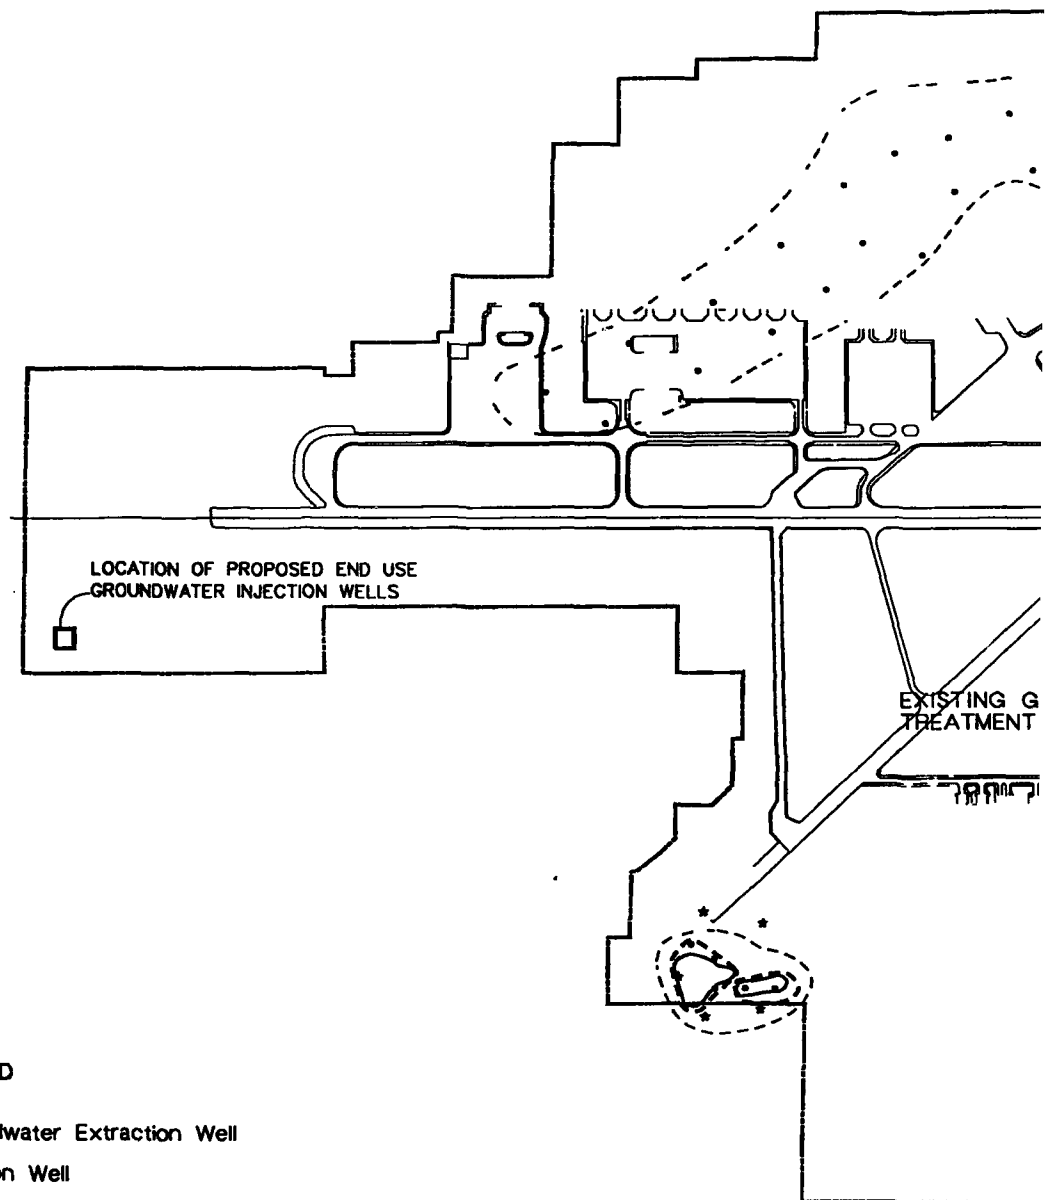 LOCATION OF PROPOSED END USE
GROUNDWATER INJECTION WELLS
EXISTING G
TREATMENT
D
dwater Extraction Well
on Well